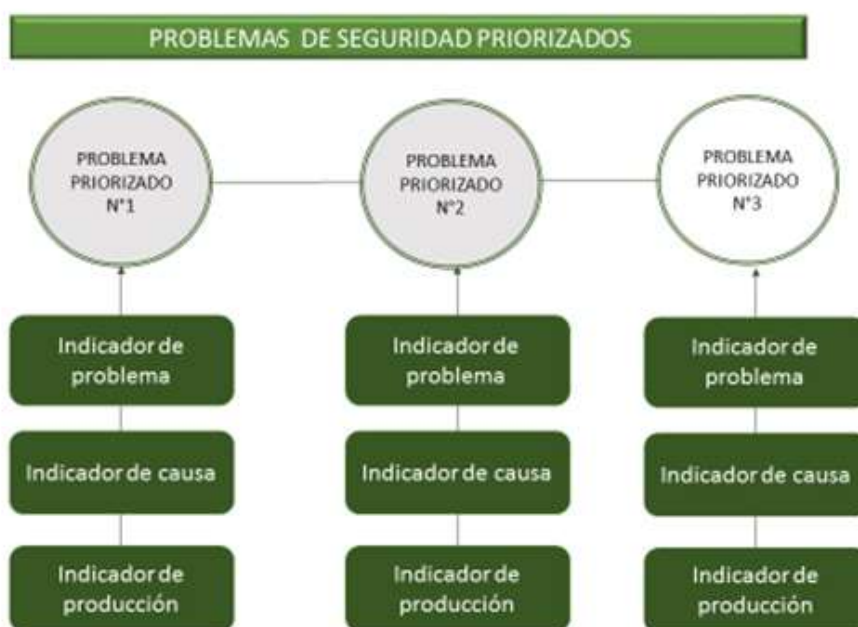 PROBLEMAS DE SEGURIDAD PRIORIZADOS
PROBLEMA
PRIORIZADO
N°1
PROBLEMA
PRIORIZADO
N°2
PROBLEMA
PRIORIZADO
N°3
Indicador de
problema
Indicador de
problema
Indicador de
problema
Indicador de causa
Indicador de causa
Indicador de causa
Indicador de
producción
Indicador de
producción
Indicador de
producción